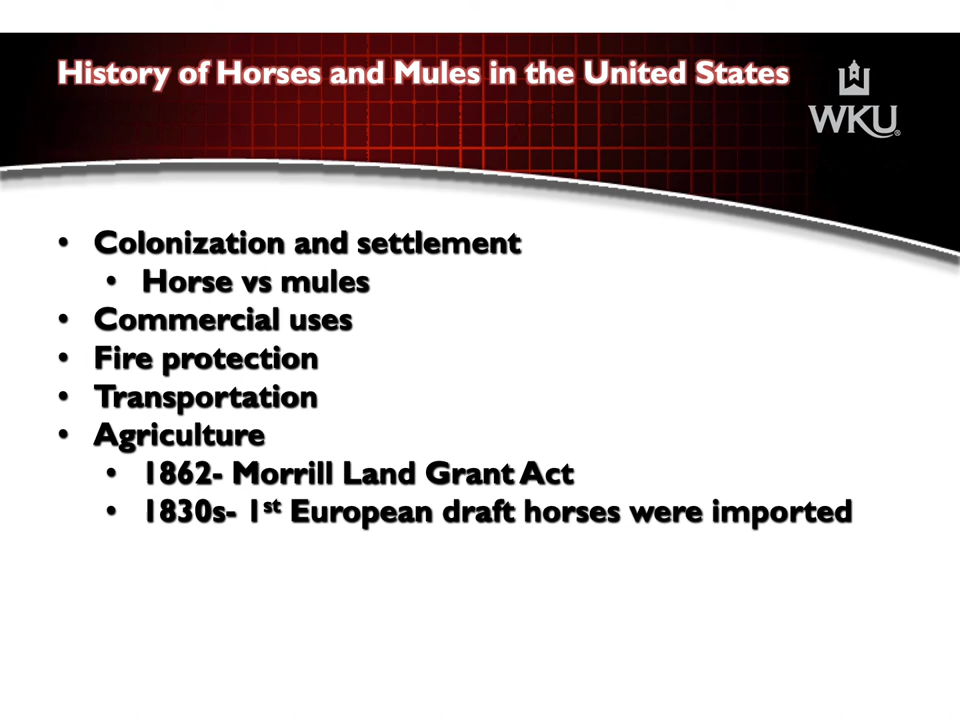 History of Horses and Mules in the United States
WKU®
• Colonization and settlement
• Horse vs mules
• Commercial uses
• Fire protection
• Transportation
• Agriculture
• 1862- Morrill Land Grant Act
• 1830s- 1st European draft horses were imported